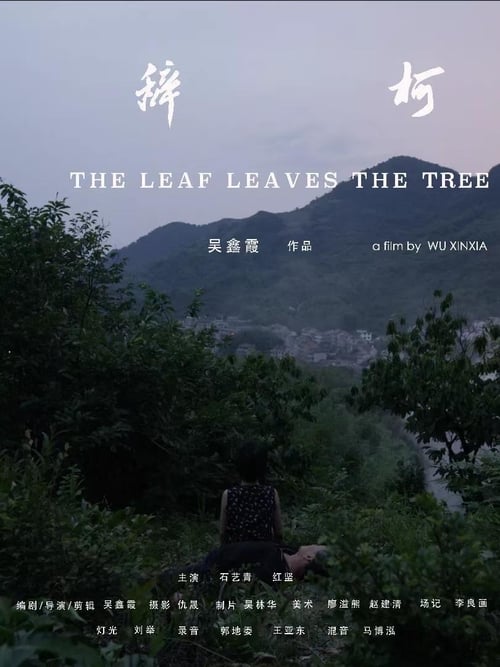 辞 柯
THE LEAF LEAVES THE TREE
吴鑫霞 作品 a film by WU XINXIA
主演 石艺青 红坚
编剧/导演/剪辑 吴鑫霞 摄影 仇晟 制片 吴林华 美术 廖溢熊 赵建清 场记 李良画
灯光 刘举 录音 郭地委 王亚东 混音 马博泓